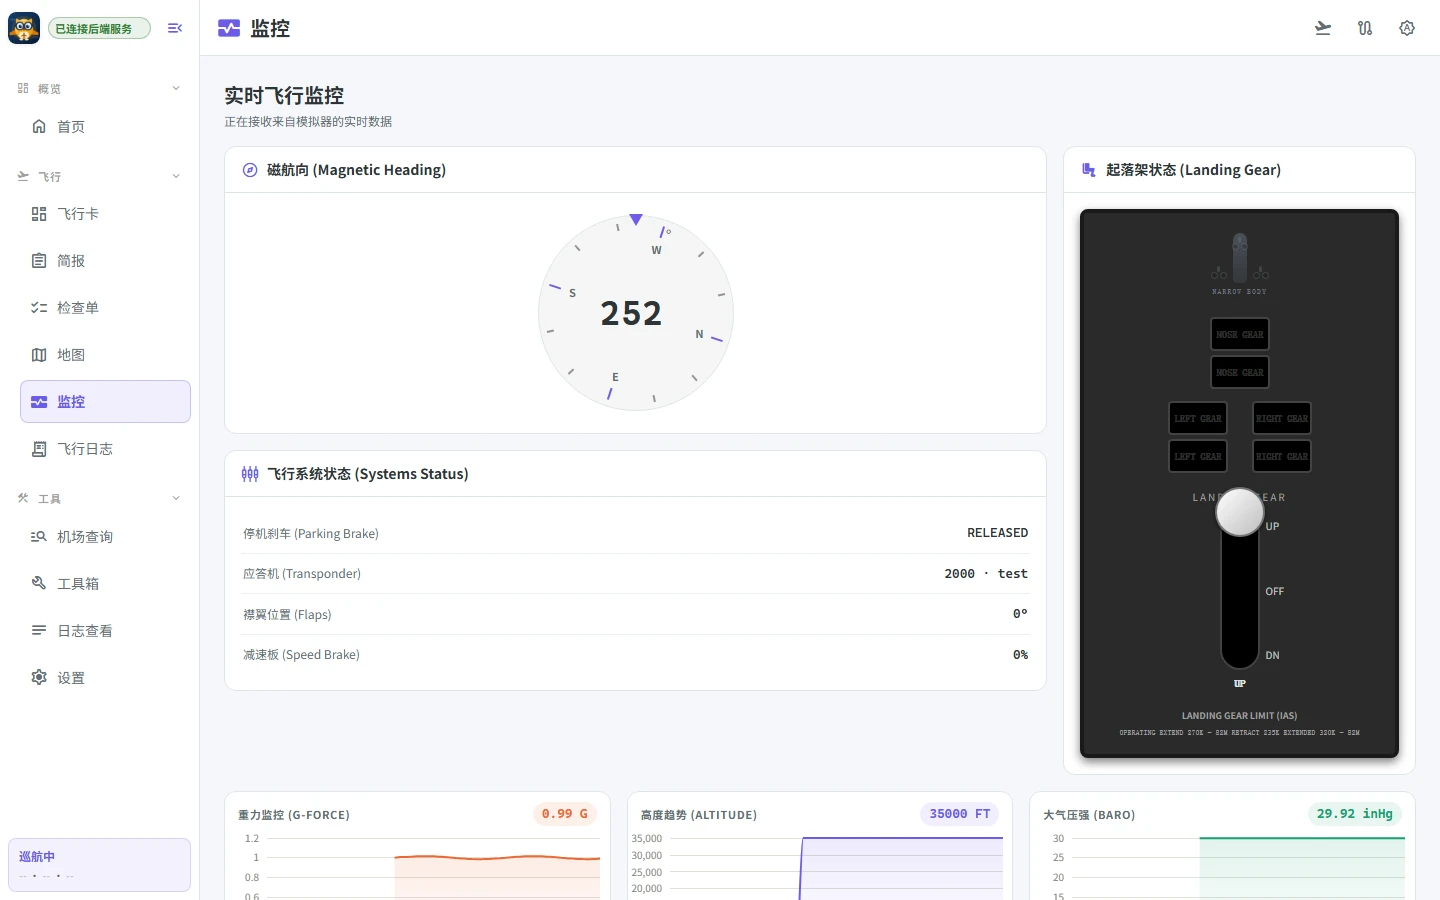 已连接后端服务
监控
概览
首页
飞行
飞行卡
简报
检查单
地图
监控
飞行日志
工具
机场查询
工具箱
日志查看
设置
巡航中
-- • -- • --
实时飞行监控
正在接收来自模拟器的实时数据
磁航向 (Magnetic Heading)
°
W
S
252
N
E
飞行系统状态 (Systems Status)
停机刹车 (Parking Brake) RELEASED
应答机 (Transponder) 2000 · test
襟翼位置 (Flaps) 0°
减速板 (Speed Brake) 0%
起落架状态 (Landing Gear)
NARROW BODY
NOSE GEAR
NOSE GEAR
LEFT GEAR RIGHT GEAR
LEFT GEAR RIGHT GEAR
UP
OFF
DN
UP
LANDING GEAR LIMIT (IAS)
OPERATING EXTEND 270K – 82M RETRACT 235K EXTENDED 320K – 82M
重力监控 (G-FORCE) 0.99 G
1.2
1
0.8
0.6
高度趋势 (ALTITUDE) 35000 FT
35,000
30,000
25,000
20,000
大气压强 (BARO) 29.92 inHg
30
25
20
15